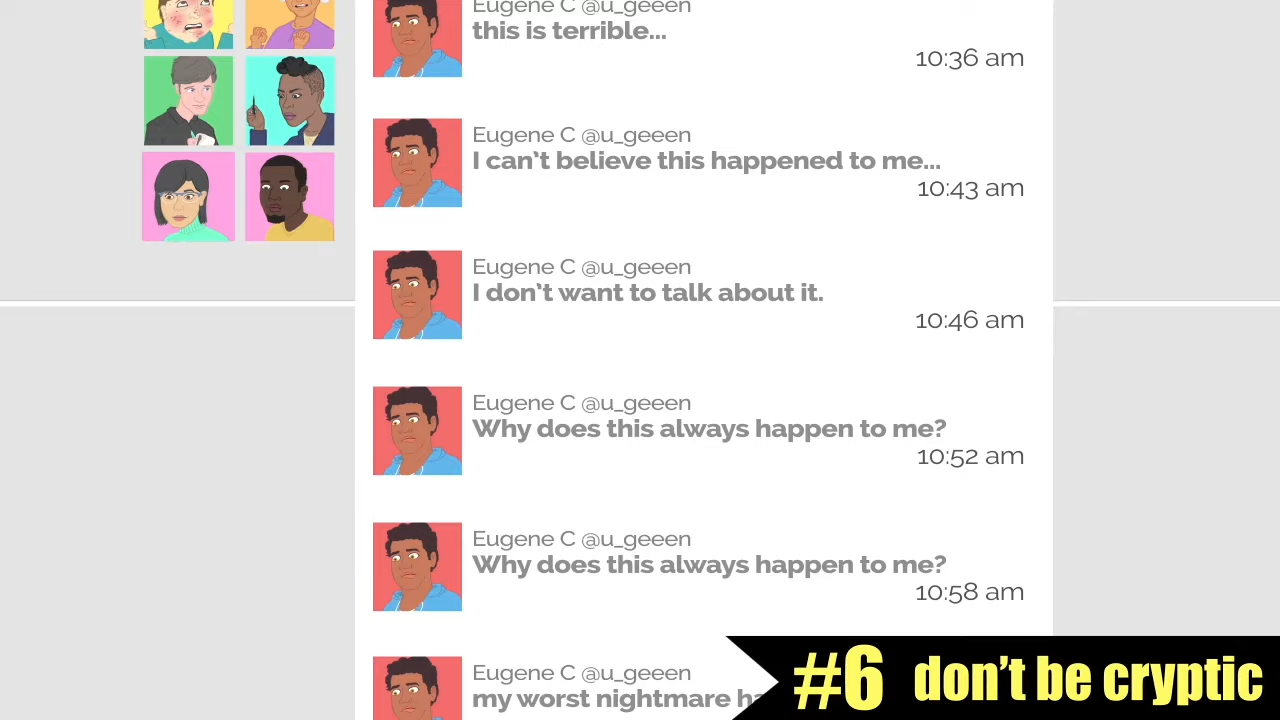 Eugene C @u_geeen
this is terrible...
10:36 am
Eugene C @u_geeen
I can't believe this happened to me...
10:43 am
Eugene C @u_geeen
I don't want to talk about it.
10:46 am
Eugene C @u_geeen
Why does this always happen to me?
10:52 am
Eugene C @u_geeen
Why does this always happen to me?
10:58 am
Eugene C @u_geeen
my worst nightmare
#6 don't be cryptic